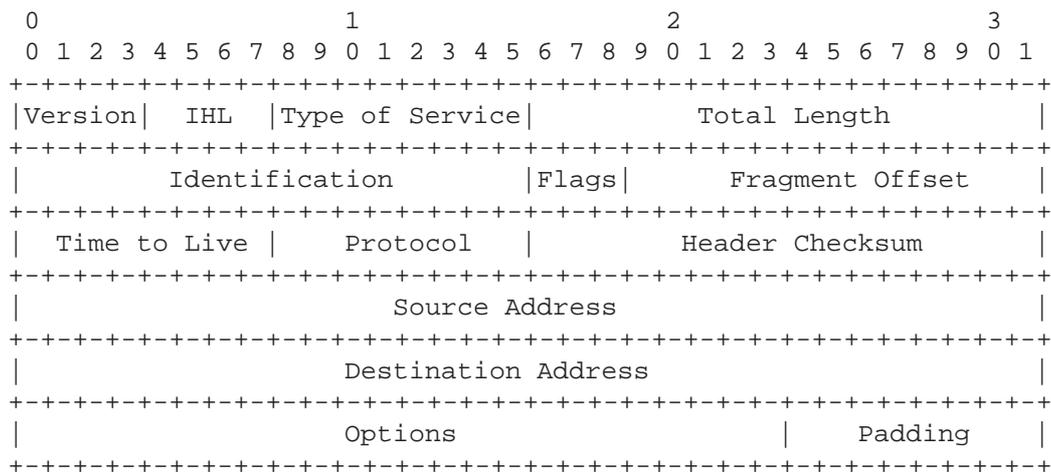 0                   1                   2                   3
 0 1 2 3 4 5 6 7 8 9 0 1 2 3 4 5 6 7 8 9 0 1 2 3 4 5 6 7 8 9 0 1
+-+-+-+-+-+-+-+-+-+-+-+-+-+-+-+-+-+-+-+-+-+-+-+-+-+-+-+-+-+-+-+-+
|Version|  IHL  |Type of Service|          Total Length         |
+-+-+-+-+-+-+-+-+-+-+-+-+-+-+-+-+-+-+-+-+-+-+-+-+-+-+-+-+-+-+-+-+
|         Identification        |Flags|      Fragment Offset    |
+-+-+-+-+-+-+-+-+-+-+-+-+-+-+-+-+-+-+-+-+-+-+-+-+-+-+-+-+-+-+-+-+
|  Time to Live |    Protocol   |         Header Checksum       |
+-+-+-+-+-+-+-+-+-+-+-+-+-+-+-+-+-+-+-+-+-+-+-+-+-+-+-+-+-+-+-+-+
|                       Source Address                          |
+-+-+-+-+-+-+-+-+-+-+-+-+-+-+-+-+-+-+-+-+-+-+-+-+-+-+-+-+-+-+-+-+
|                    Destination Address                        |
+-+-+-+-+-+-+-+-+-+-+-+-+-+-+-+-+-+-+-+-+-+-+-+-+-+-+-+-+-+-+-+-+
|                    Options                    |    Padding    |
+-+-+-+-+-+-+-+-+-+-+-+-+-+-+-+-+-+-+-+-+-+-+-+-+-+-+-+-+-+-+-+-+